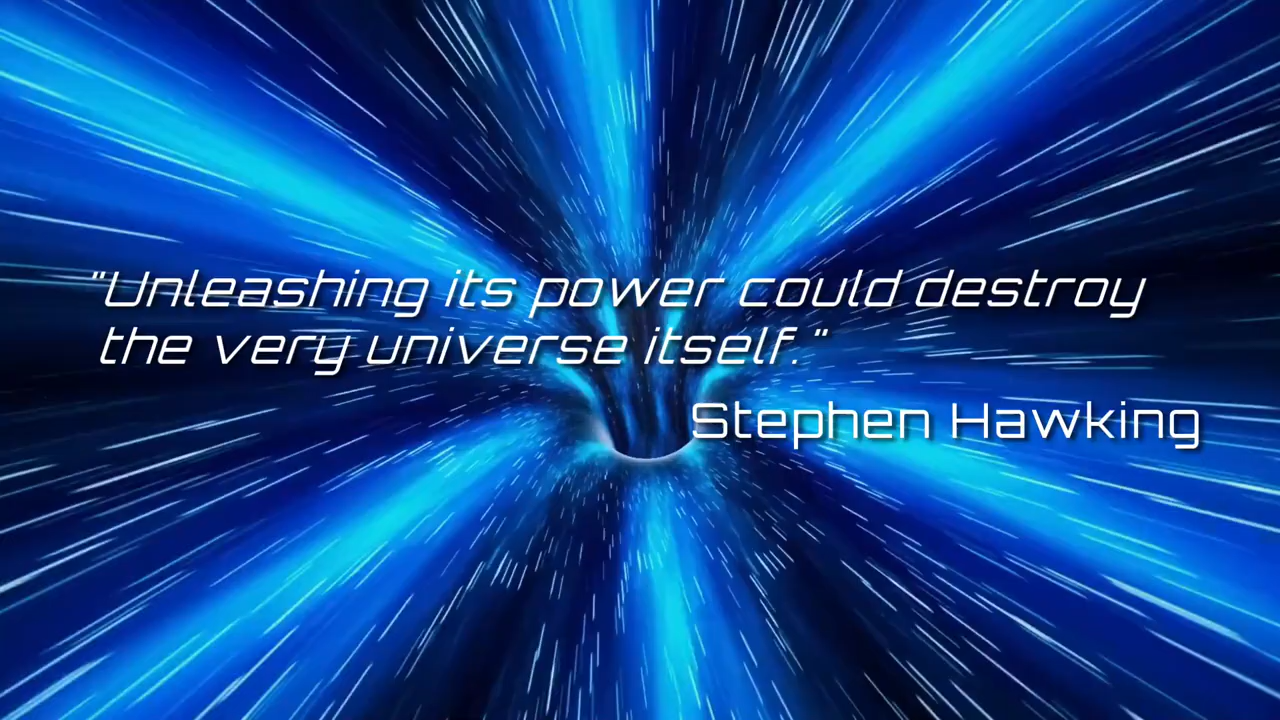 "Unleashing its power could destroy
the very universe itself."
Stephen Hawking